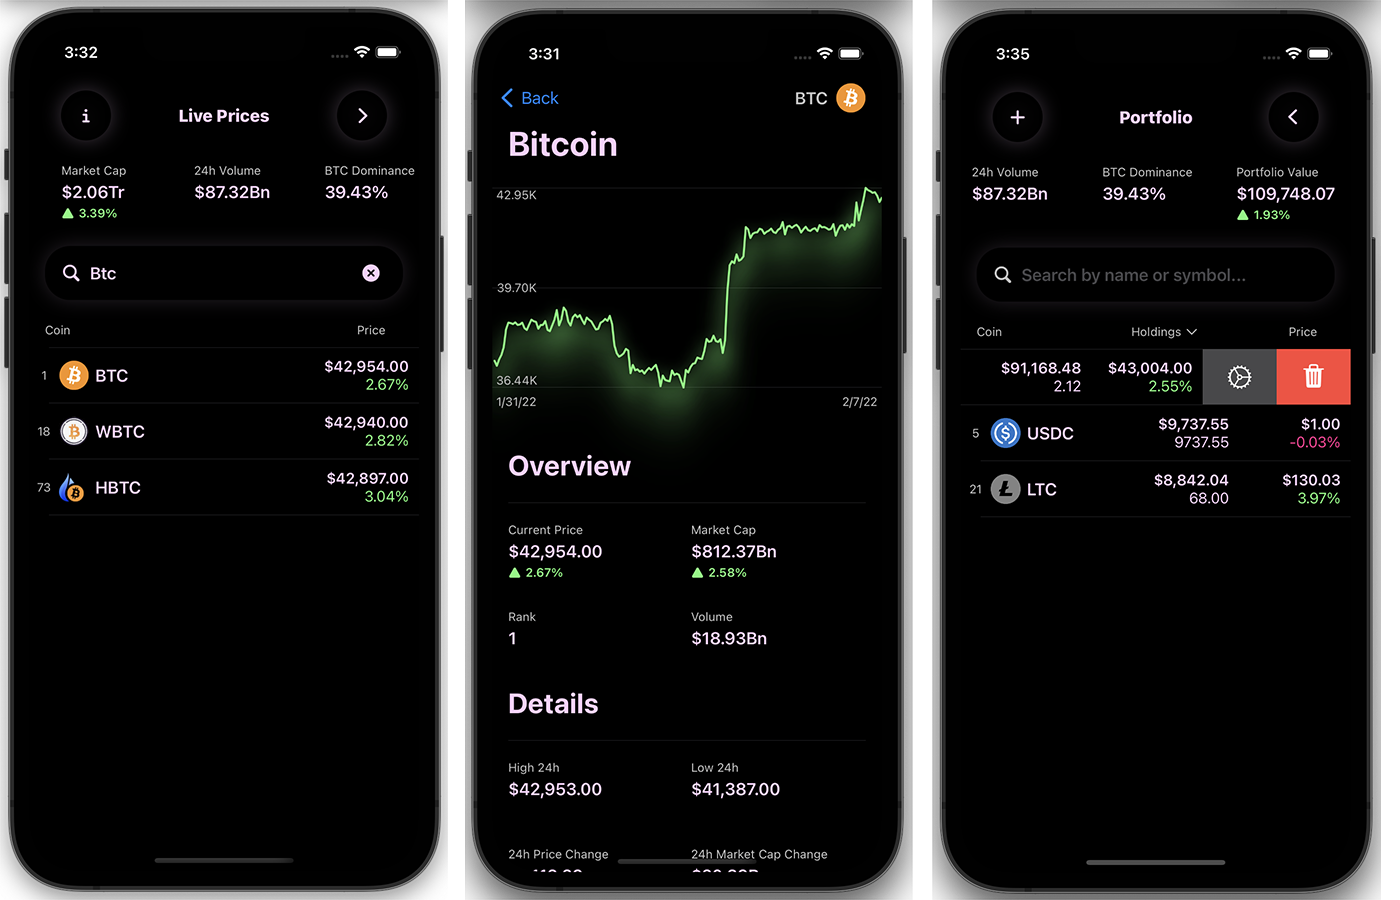 3:32
Live Prices
Market Cap 24h Volume BTC Dominance
$2.06Tr $87.32Bn 39.43%
3.39%
Btc
Coin Price
1 BTC $42,954.00
2.67%
18 WBTC $42,940.00
2.82%
73 HBTC $42,897.00
3.04%
3:31
Back BTC
Bitcoin
42.95K
39.70K
36.44K
1/31/22 2/7/22
Overview
Current Price Market Cap
$42,954.00 $812.37Bn
2.67% 2.58%
Rank Volume
1 $18.93Bn
Details
High 24h Low 24h
$42,953.00 $41,387.00
24h Price Change 24h Market Cap Change
3:35
Portfolio
24h Volume BTC Dominance Portfolio Value
$87.32Bn 39.43% $109,748.07
1.93%
Search by name or symbol...
Coin Holdings Price
$91,168.48 $43,004.00
2.12 2.55%
5 USDC $9,737.55 $1.00
9737.55 -0.03%
21 LTC $8,842.04 $130.03
68.00 3.97%